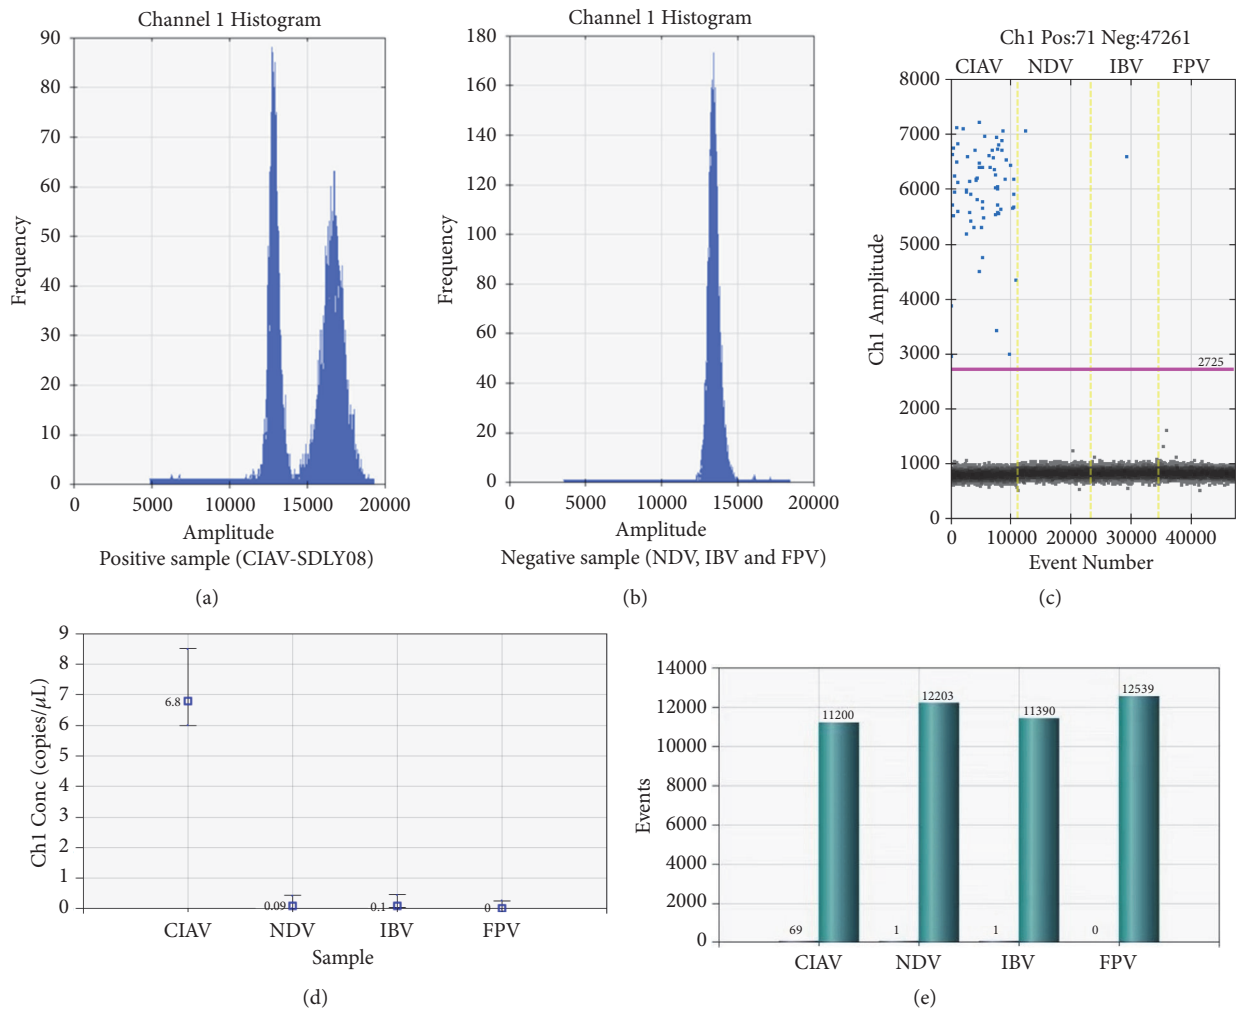 Channel 1 Histogram
90
80
70
60
50
40
30
20
10
0
Frequency
0 5000 10000 15000 20000
Amplitude
Positive sample (CIAV-SDLY08)
(a)
Channel 1 Histogram
180
160
140
120
100
80
60
40
20
0
Frequency
0 5000 10000 15000 20000
Amplitude
Negative sample (NDV, IBV and FPV)
(b)
Ch1 Pos:71 Neg:47261
CIAV NDV IBV FPV
8000
7000
6000
5000
4000
3000
2000
1000
0
Ch1 Amplitude
2725
0 10000 20000 30000 40000
Event Number
(c)
9
8
7
6
5
4
3
2
1
0
Ch1 Conc (copies/μL)
6.8
0.09
0.1
0
CIAV NDV IBV FPV
Sample
(d)
14000
12000
10000
8000
6000
4000
2000
0
Events
11200
12203
11390
12539
69
1
1
0
CIAV NDV IBV FPV
(e)